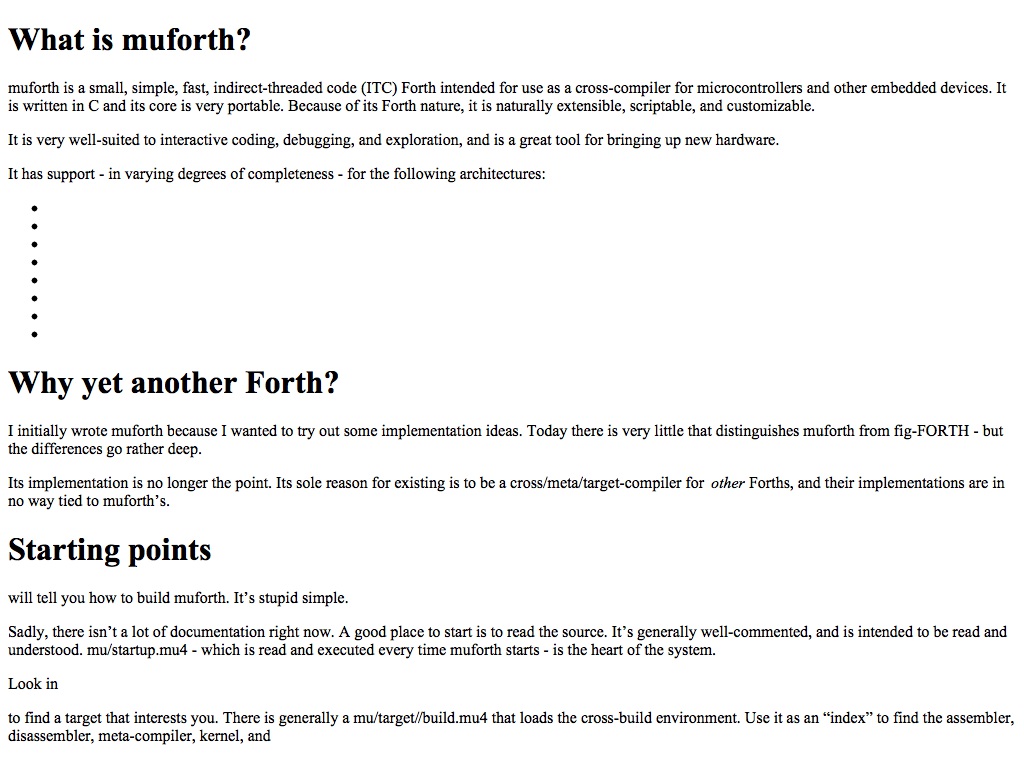 What is muforth?
muforth is a small, simple, fast, indirect-threaded code (ITC) Forth intended for use as a cross-compiler for microcontrollers and other embedded devices. It
is written in C and its core is very portable. Because of its Forth nature, it is naturally extensible, scriptable, and customizable.
It is very well-suited to interactive coding, debugging, and exploration, and is a great tool for bringing up new hardware.
It has support - in varying degrees of completeness - for the following architectures:
Why yet another Forth?
I initially wrote muforth because I wanted to try out some implementation ideas. Today there is very little that distinguishes muforth from fig-FORTH - but
the differences go rather deep.
Its implementation is no longer the point. Its sole reason for existing is to be a cross/meta/target-compiler for other Forths, and their implementations are in
no way tied to muforth’s.
Starting points
will tell you how to build muforth. It’s stupid simple.
Sadly, there isn’t a lot of documentation right now. A good place to start is to read the source. It’s generally well-commented, and is intended to be read and
understood. mu/startup.mu4 - which is read and executed every time muforth starts - is the heart of the system.
Look in
to find a target that interests you. There is generally a mu/target//build.mu4 that loads the cross-build environment. Use it as an “index” to find the assembler,
disassembler, meta-compiler, kernel, and